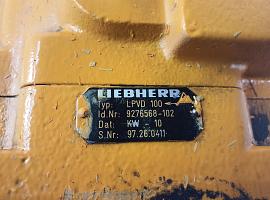 LIEBHERR
Typ: LPVD 100
Id.Nr: 9276568-102
Dat: KW - 10
S.Nr: 97.26.0411